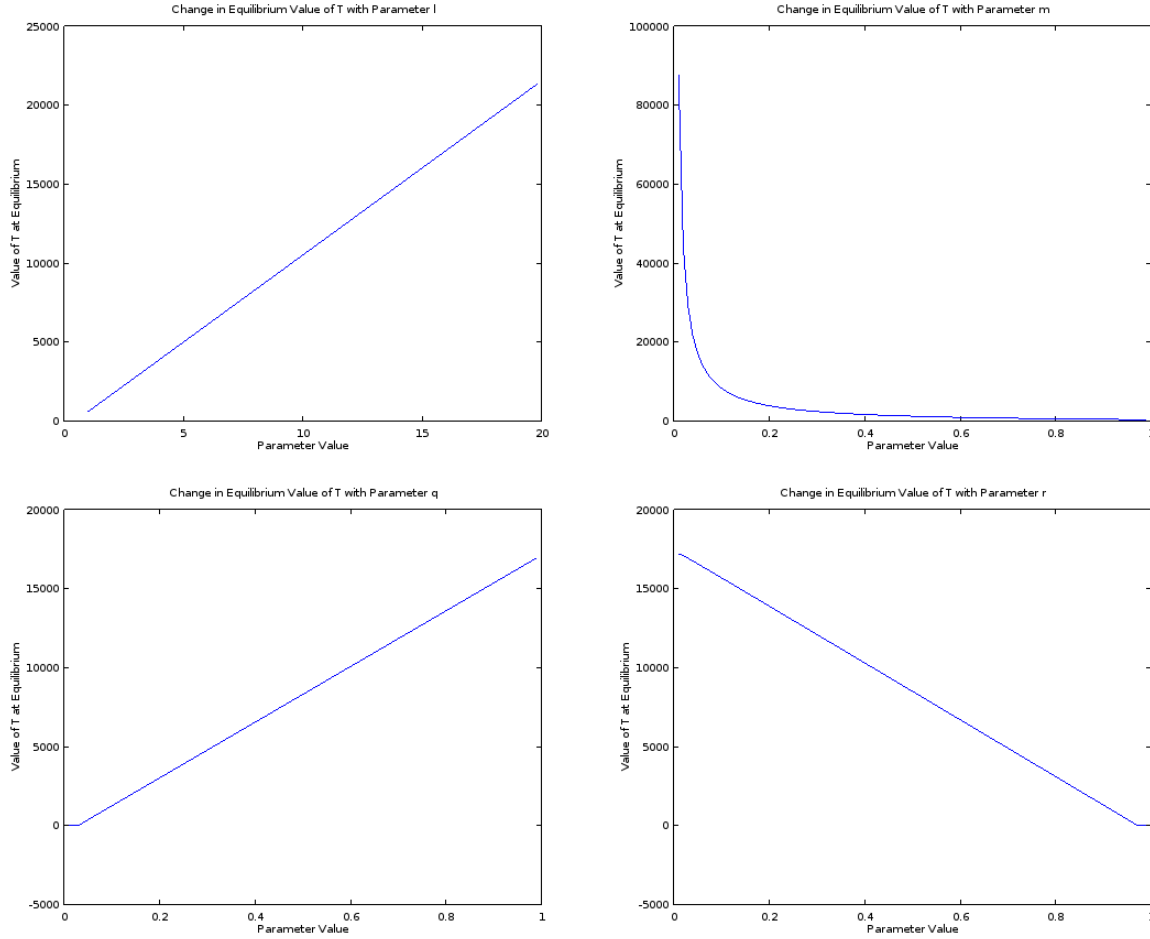 Change in Equilibrium Value of T with Parameter l
25000
20000
15000
10000
5000
0
Value of T at Equilibrium
0 5 10 15 20
Parameter Value
Change in Equilibrium Value of T with Parameter m
100000
80000
60000
40000
20000
0
Value of T at Equilibrium
0 0.2 0.4 0.6 0.8 1
Parameter Value
Change in Equilibrium Value of T with Parameter q
20000
15000
10000
5000
0
-5000
Value of T at Equilibrium
0 0.2 0.4 0.6 0.8 1
Parameter Value
Change in Equilibrium Value of T with Parameter r
20000
15000
10000
5000
0
-5000
Value of T at Equilibrium
0 0.2 0.4 0.6 0.8 1
Parameter Value